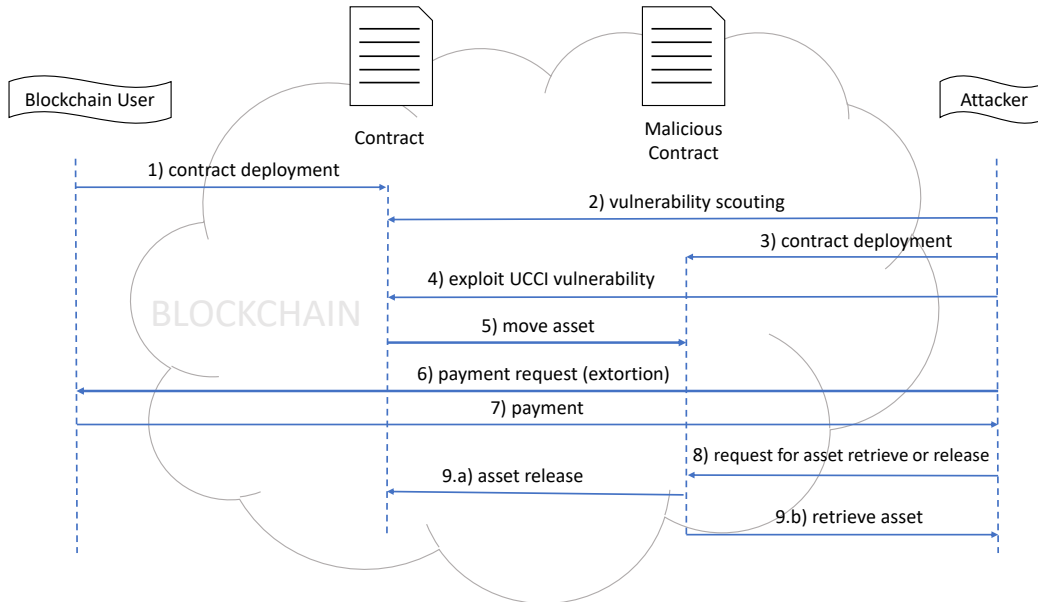 Blockchain User
Contract
Malicious
Contract
Attacker
1) contract deployment
2) vulnerability scouting
3) contract deployment
4) exploit UCCI vulnerability
BLOCKCHAIN
5) move asset
6) payment request (extortion)
7) payment
8) request for asset retrieve or release
9.a) asset release
9.b) retrieve asset